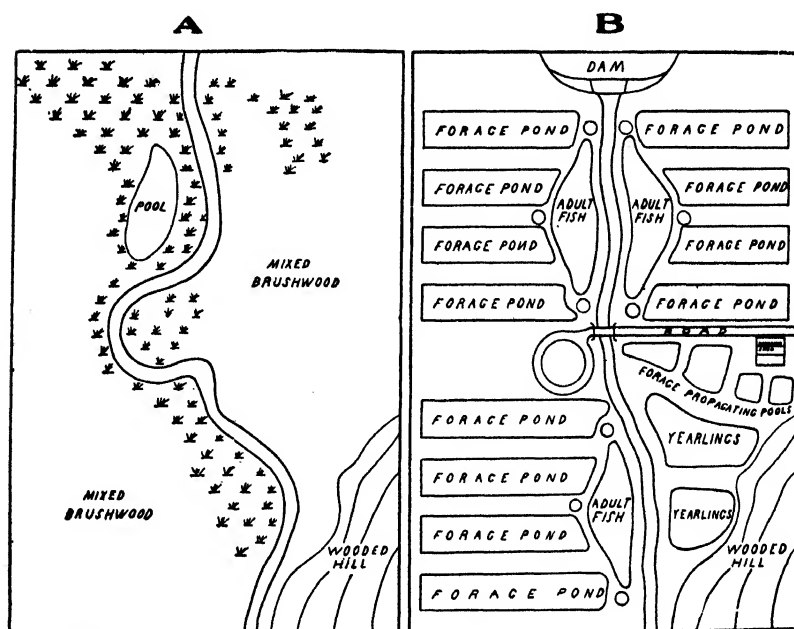 A
POOL
MIXED
BRUSHWOOD
MIXED
BRUSHWOOD
WOODED
HILL
B
DAM
FORAGE POND
FORAGE POND
FORAGE POND
ADULT
FISH
ADULT
FISH
FORAGE POND
FORAGE POND
FORAGE POND
FORAGE POND
FORAGE POND
ROAD
FORAGE PROPAGATING POOLS
FORAGE POND
YEARLINGS
FORAGE POND
ADULT
FISH
YEARLINGS
FORAGE POND
WOODED
HILL
FORAGE POND